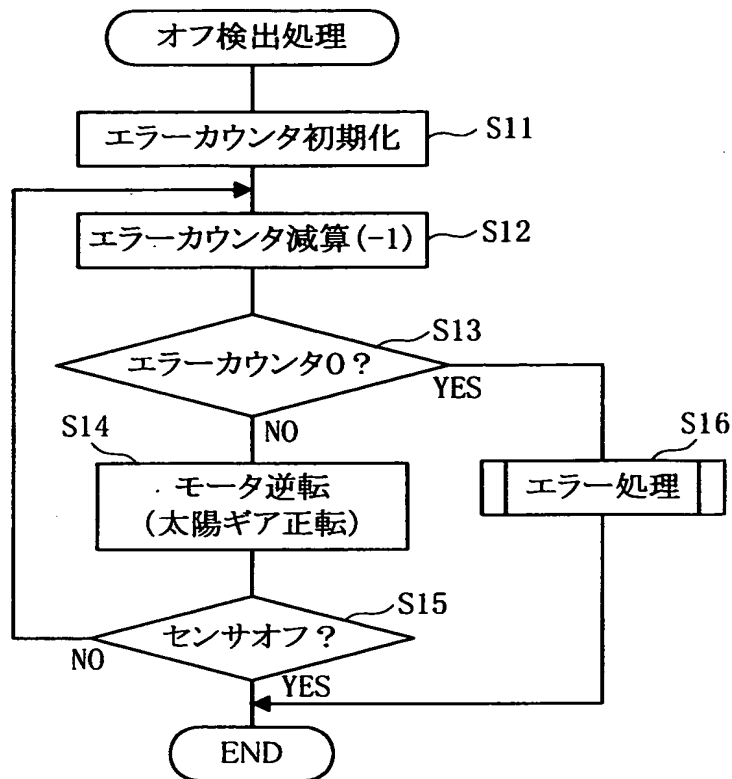 オフ検出処理
エラーカウンタ初期化
S11
エラーカウンタ減算(-1)
S12
S13
エラーカウンタ0?
YES
NO
S14
モータ逆転
(太陽ギア正転)
S16
エラー処理
S15
センサオフ?
NO
YES
END